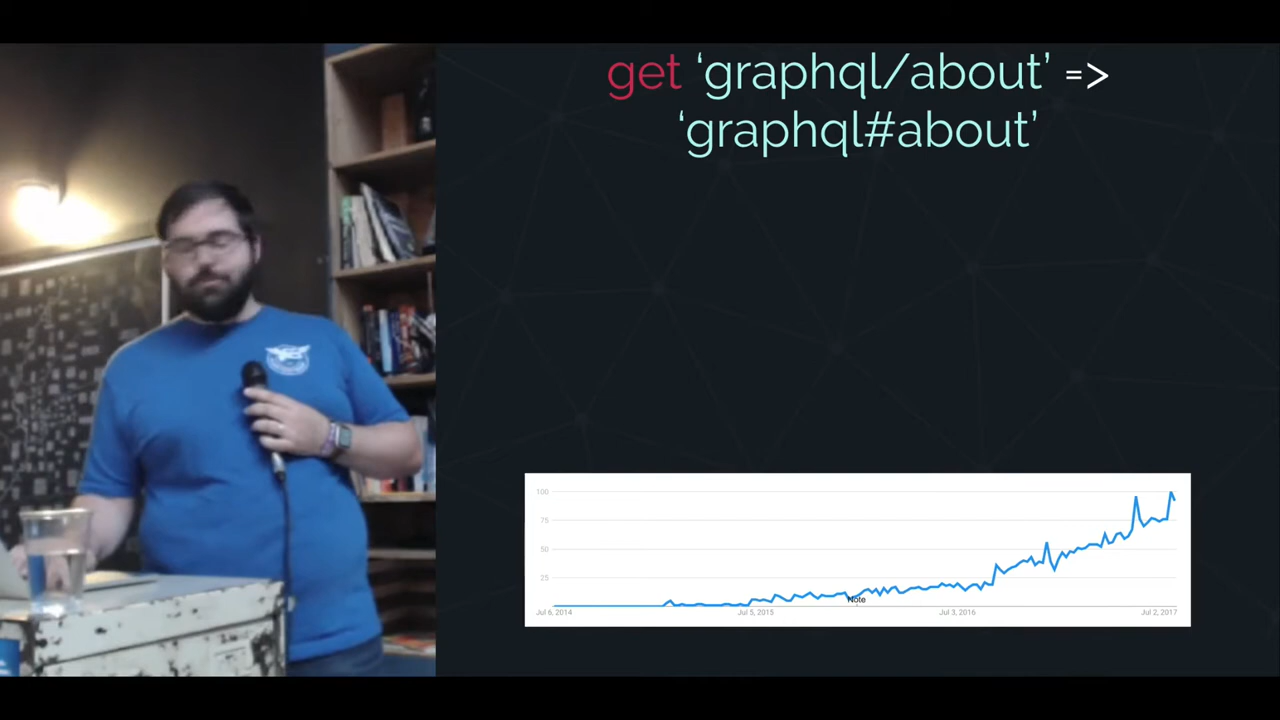 get ‘graphql/about’ =>
‘graphql#about’
100
75
50
25
Note
Jul 6, 2014
Jul 5, 2015
Jul 3, 2016
Jul 2, 2017